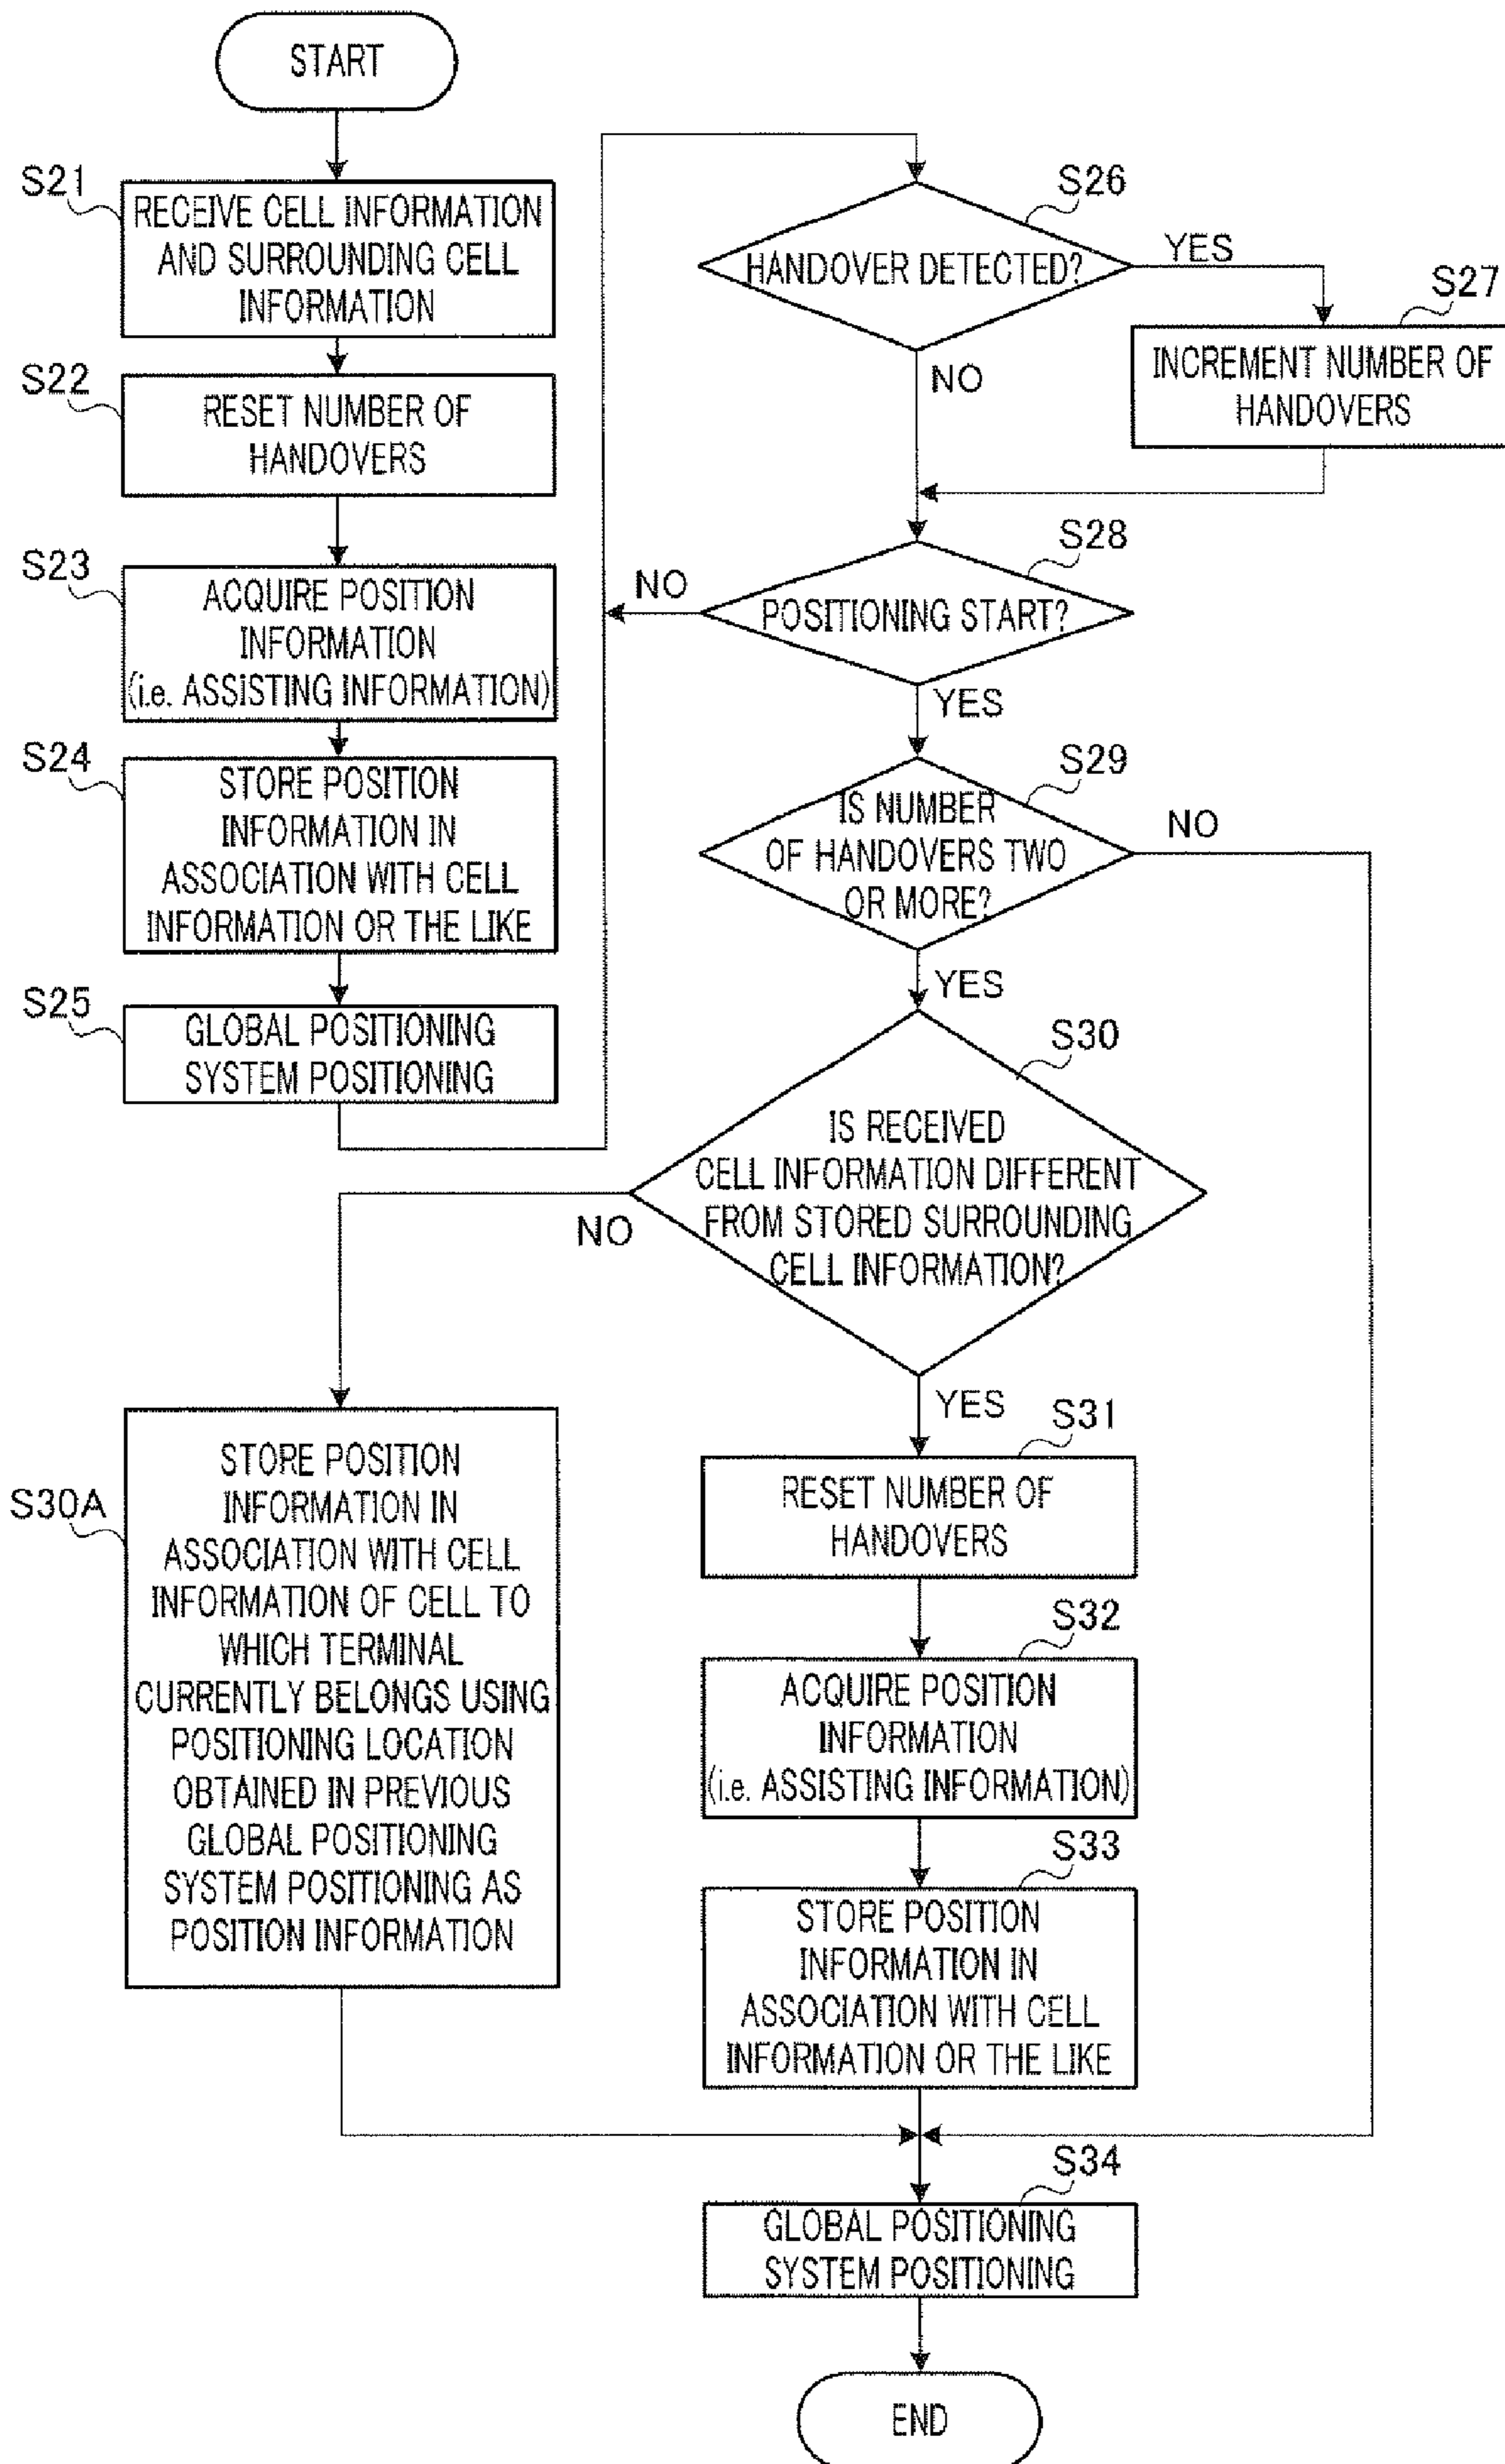 START
S21
RECEIVE CELL INFORMATION
AND SURROUNDING CELL
INFORMATION
S22
RESET NUMBER OF
HANDOVERS
S23
ACQUIRE POSITION
INFORMATION
(i.e. ASSISTING INFORMATION)
S24
STORE POSITION
INFORMATION IN
ASSOCIATION WITH CELL
INFORMATION OR THE LIKE
S25
GLOBAL POSITIONING
SYSTEM POSITIONING
S26
HANDOVER DETECTED?
YES
NO
S27
INCREMENT NUMBER OF
HANDOVERS
S28
POSITIONING START?
NO
YES
S29
IS NUMBER
OF HANDOVERS TWO
OR MORE?
NO
YES
S30
IS RECEIVED
CELL INFORMATION DIFFERENT
FROM STORED SURROUNDING
CELL INFORMATION?
NO
YES
S30A
STORE POSITION
INFORMATION IN
ASSOCIATION WITH CELL
INFORMATION OF CELL TO
WHICH TERMINAL
CURRENTLY BELONGS USING
POSITIONING LOCATION
OBTAINED IN PREVIOUS
GLOBAL POSITIONING
SYSTEM POSITIONING AS
POSITION INFORMATION
S31
RESET NUMBER OF
HANDOVERS
S32
ACQUIRE POSITION
INFORMATION
(i.e. ASSISTING INFORMATION)
S33
STORE POSITION
INFORMATION IN
ASSOCIATION WITH CELL
INFORMATION OR THE LIKE
S34
GLOBAL POSITIONING
SYSTEM POSITIONING
END